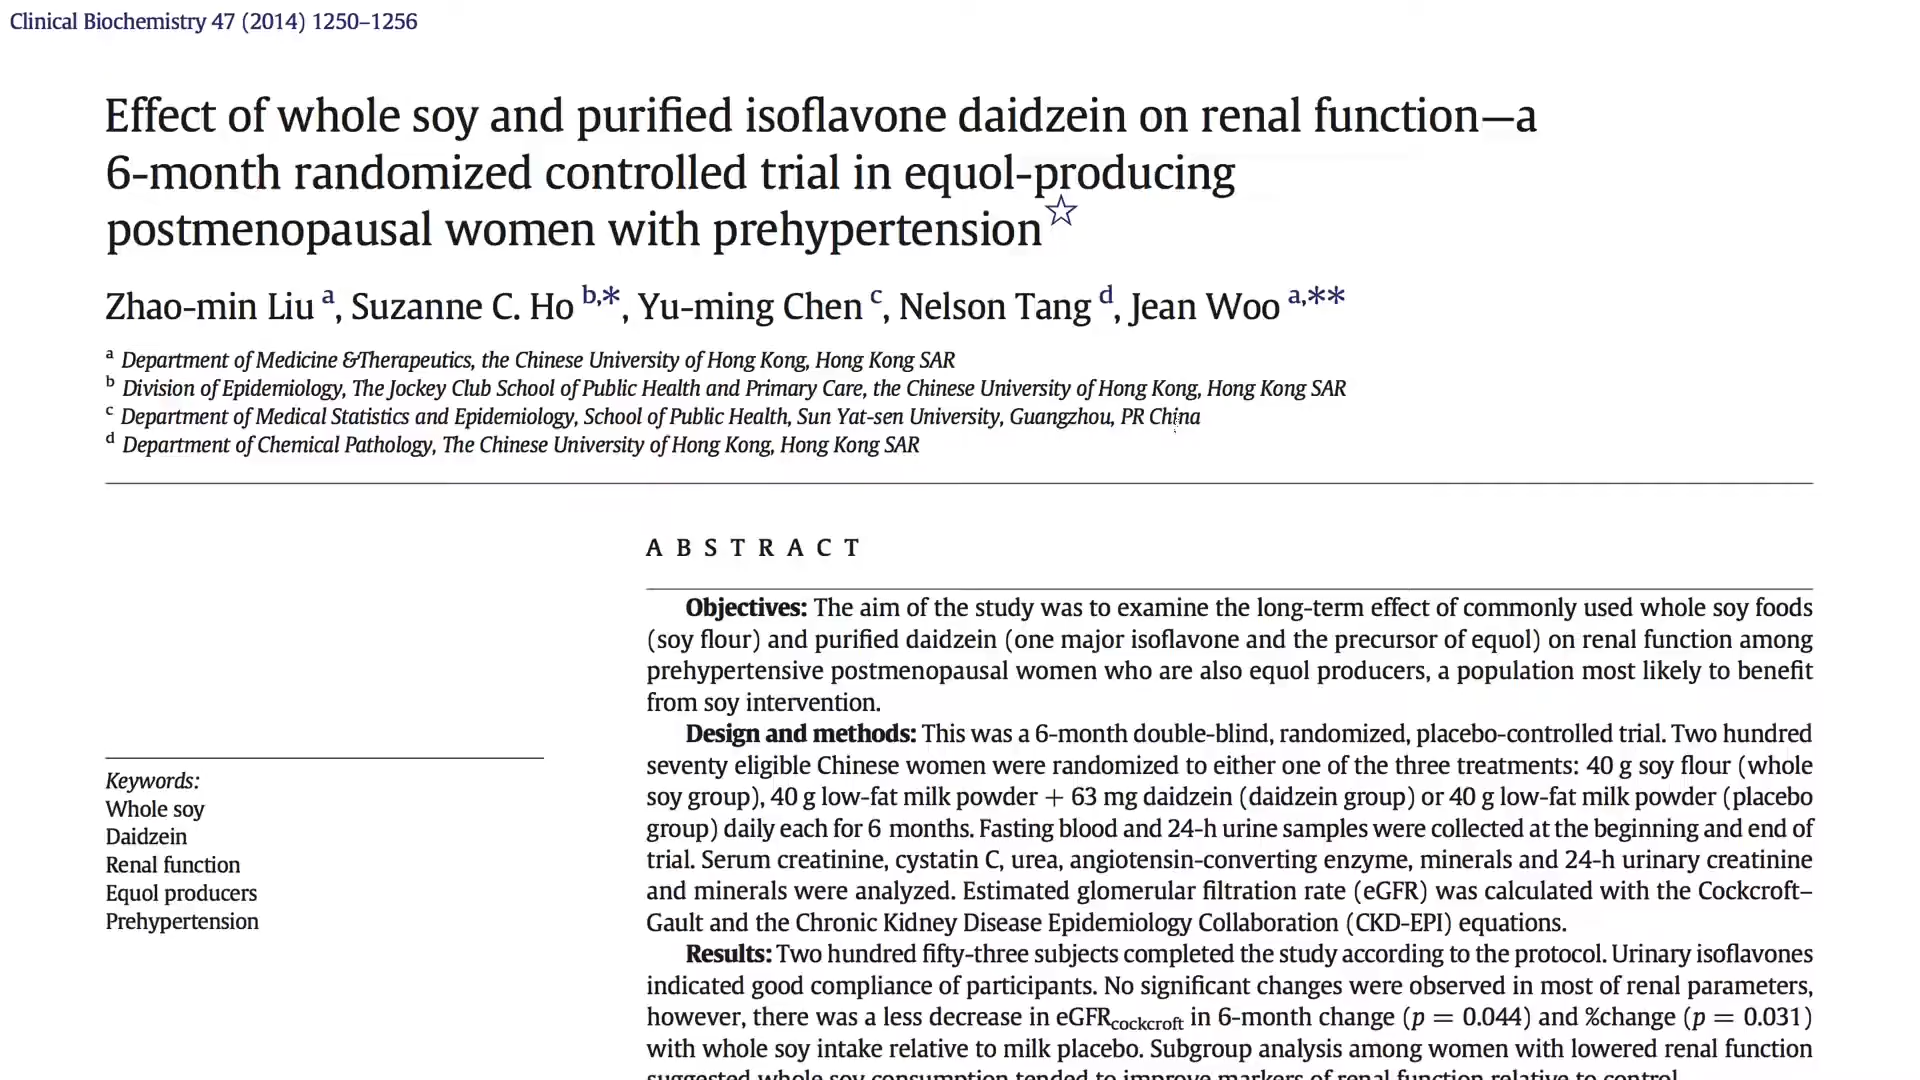 Clinical Biochemistry 47 (2014) 1250–1256
Effect of whole soy and purified isoflavone daidzein on renal function—a
6-month randomized controlled trial in equol-producing
postmenopausal women with prehypertension☆
Zhao-min Liu a, Suzanne C. Ho b,*, Yu-ming Chen c, Nelson Tang d, Jean Woo a,**
a Department of Medicine &Therapeutics, the Chinese University of Hong Kong, Hong Kong SAR
b Division of Epidemiology, The Jockey Club School of Public Health and Primary Care, the Chinese University of Hong Kong, Hong Kong SAR
c Department of Medical Statistics and Epidemiology, School of Public Health, Sun Yat-sen University, Guangzhou, PR China
d Department of Chemical Pathology, The Chinese University of Hong Kong, Hong Kong SAR
Keywords:
Whole soy
Daidzein
Renal function
Equol producers
Prehypertension
ABSTRACT
Objectives: The aim of the study was to examine the long-term effect of commonly used whole soy foods
(soy flour) and purified daidzein (one major isoflavone and the precursor of equol) on renal function among
prehypertensive postmenopausal women who are also equol producers, a population most likely to benefit
from soy intervention.
Design and methods: This was a 6-month double-blind, randomized, placebo-controlled trial. Two hundred
seventy eligible Chinese women were randomized to either one of the three treatments: 40 g soy flour (whole
soy group), 40 g low-fat milk powder + 63 mg daidzein (daidzein group) or 40 g low-fat milk powder (placebo
group) daily each for 6 months. Fasting blood and 24-h urine samples were collected at the beginning and end of
trial. Serum creatinine, cystatin C, urea, angiotensin-converting enzyme, minerals and 24-h urinary creatinine
and minerals were analyzed. Estimated glomerular filtration rate (eGFR) was calculated with the Cockcroft–
Gault and the Chronic Kidney Disease Epidemiology Collaboration (CKD-EPI) equations.
Results: Two hundred fifty-three subjects completed the study according to the protocol. Urinary isoflavones
indicated good compliance of participants. No significant changes were observed in most of renal parameters,
however, there was a less decrease in eGFRcockcroft in 6-month change (p = 0.044) and %change (p = 0.031)
with whole soy intake relative to milk placebo. Subgroup analysis among women with lowered renal function
suggested whole soy consumption tended to improve markers of renal function relative to control.